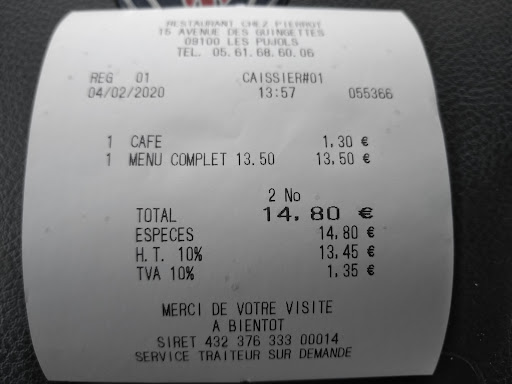 RESTAURANT CHEZ PIERROT
15 AVENUE DES GUINGETTES
09100 LES PUJOLS
TEL. 05.61.68.60.06
REG 01 CAISSIER#01
04/02/2020 13:57 055366
1 CAFE 1,30 €
1 MENU COMPLET 13.50 13,50 €
2 No
TOTAL 14,80 €
ESPECES 14,80 €
H.T. 10% 13,45 €
TVA 10% 1,35 €
MERCI DE VOTRE VISITE
A BIENTOT
SIRET 432 376 333 00014
SERVICE TRAITEUR SUR DEMANDE